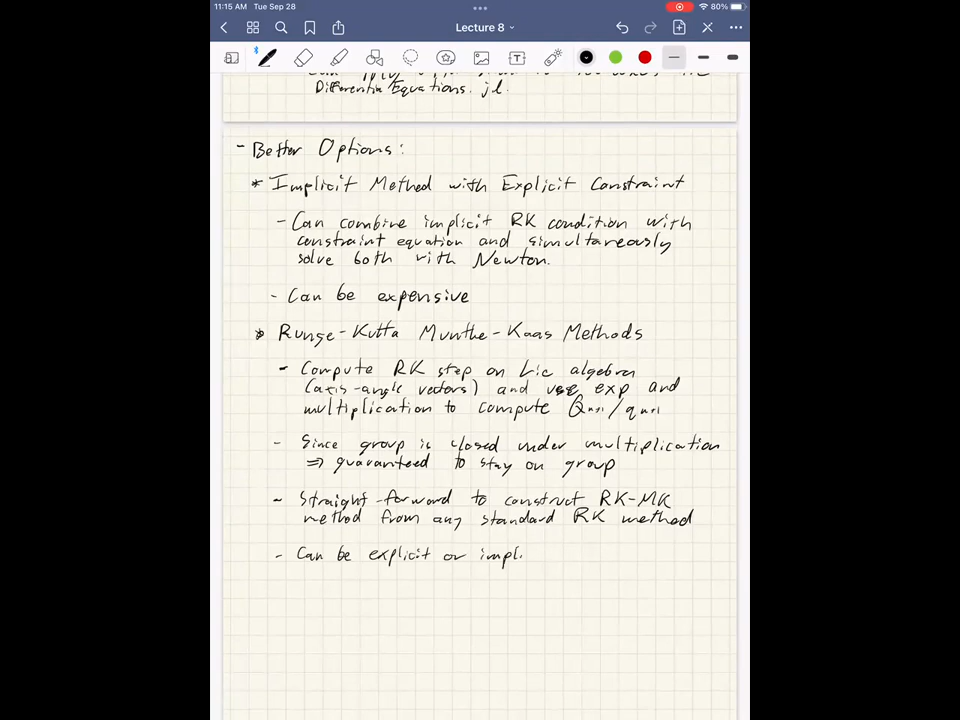 11:15 AM Tue Sep 28
80%
Lecture 8
Differential Equations. jl.
- Better Options:
* Implicit Method with Explicit Constraint
- Can combine implicit RK condition with
constraint equation and simultaneously
solve both with Newton.
- Can be expensive
* Runge-Kutta Munthe-Kaas Methods
- Compute RK step on Lie algebra
(axis-angle vectors) and use exp and
multiplication to compute Qn+1/qn+1
- Since group is closed under multiplication
⇒ guaranteed to stay on group
- Straight-forward to construct RK-MK
method from any standard RK method
- Can be explicit or impl.